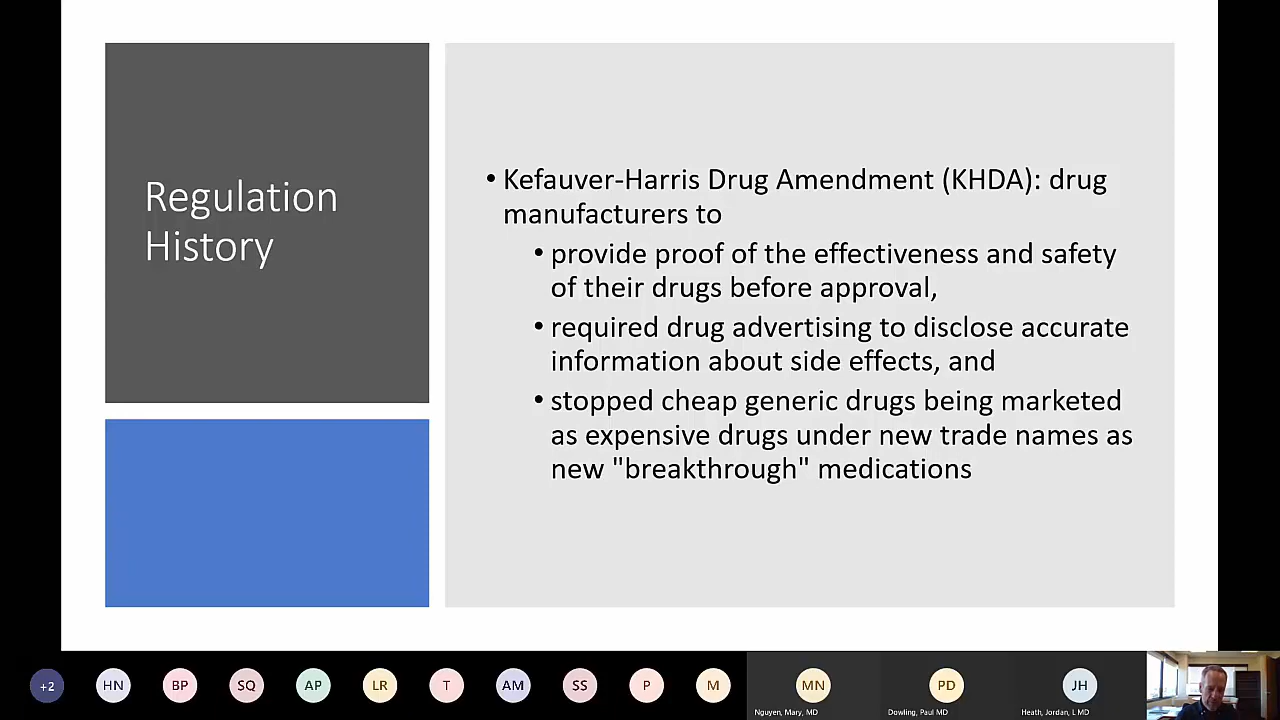 Regulation
History
• Kefauver-Harris Drug Amendment (KHDA): drug
manufacturers to
• provide proof of the effectiveness and safety
of their drugs before approval,
• required drug advertising to disclose accurate
information about side effects, and
• stopped cheap generic drugs being marketed
as expensive drugs under new trade names as
new "breakthrough" medications
+2 HN BP SQ AP LR T AM SS P M MN PD JH
Nguyen, Mary, MD Dowling, Paul MD Heath, Jordan, L MD